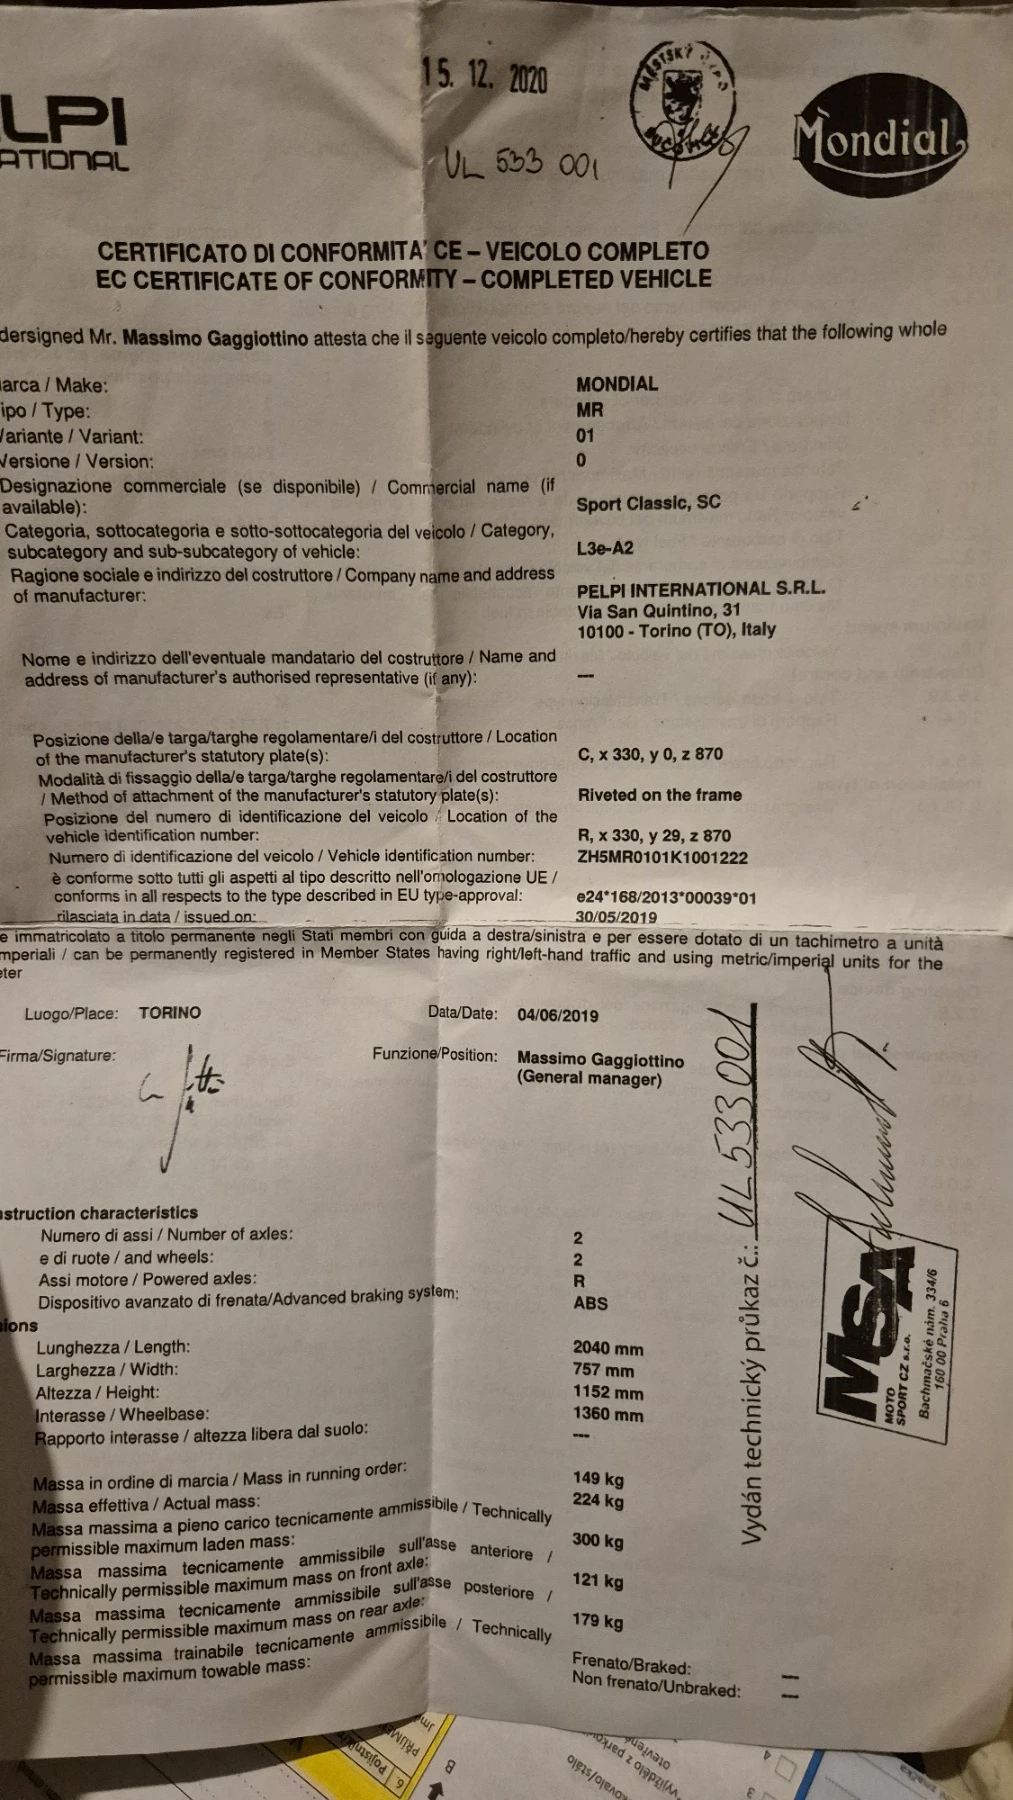 15. 12. 2020
MĚSTSKÝ
LPI
ATIONAL
Mondial
UL 533 001
CERTIFICATO DI CONFORMITA' CE – VEICOLO COMPLETO
EC CERTIFICATE OF CONFORMITY – COMPLETED VEHICLE
dersigned Mr. Massimo Gaggiottino attesta che il seguente veicolo completo/hereby certifies that the following whole
arca / Make: MONDIAL
ipo / Type: MR
Variante / Variant: 01
Versione / Version: 0
Designazione commerciale (se disponibile) / Commercial name (if
available): Sport Classic, SC
Categoria, sottocategoria e sotto-sottocategoria del veicolo / Category,
subcategory and sub-subcategory of vehicle: L3e-A2
Ragione sociale e indirizzo del costruttore / Company name and address
of manufacturer: PELPI INTERNATIONAL S.R.L.
Via San Quintino, 31
10100 - Torino (TO), Italy
Nome e indirizzo dell'eventuale mandatario del costruttore / Name and
address of manufacturer's authorised representative (if any): ---
Posizione della/e targa/targhe regolamentare/i del costruttore / Location
of the manufacturer's statutory plate(s): C, x 330, y 0, z 870
Modalità di fissaggio della/e targa/targhe regolamentare/i del costruttore
/ Method of attachment of the manufacturer's statutory plate(s): Riveted on the frame
Posizione del numero di identificazione del veicolo / Location of the
vehicle identification number: R, x 330, y 29, z 870
Numero di identificazione del veicolo / Vehicle identification number: ZH5MR0101K1001222
è conforme sotto tutti gli aspetti al tipo descritto nell'omologazione UE /
conforms in all respects to the type described in EU type-approval: e24*168/2013*00039*01
rilasciata in data / issued on: 30/05/2019
e immatricolato a titolo permanente negli Stati membri con guida a destra/sinistra e per essere dotato di un tachimetro a unità
mperiali / can be permanently registered in Member States having right/left-hand traffic and using metric/imperial units for the
eter
Luogo/Place: TORINO Data/Date: 04/06/2019
Firma/Signature: Funzione/Position: Massimo Gaggiottino
(General manager)
nstruction characteristics
Numero di assi / Number of axles: 2
e di ruote / and wheels: 2
Assi motore / Powered axles: R
Dispositivo avanzato di frenata/Advanced braking system: ABS
ions
Lunghezza / Length: 2040 mm
Larghezza / Width: 757 mm
Altezza / Height: 1152 mm
Interasse / Wheelbase: 1360 mm
Rapporto interasse / altezza libera dal suolo: ---
Massa in ordine di marcia / Mass in running order: 149 kg
Massa effettiva / Actual mass: 224 kg
Massa massima a pieno carico tecnicamente ammissibile / Technically
permissible maximum laden mass: 300 kg
Massa massima tecnicamente ammissibile sull'asse anteriore /
Technically permissible maximum mass on front axle: 121 kg
Massa massima tecnicamente ammissibile sull'asse posteriore /
Technically permissible maximum mass on rear axle: 179 kg
Massa massima trainabile tecnicamente ammissibile / Technically
permissible maximum towable mass: Frenato/Braked: ---
Non frenato/Unbraked: ---
Vydán technický průkaz č.: UL 533 001
MSA
MOTO
SPORT CZ s.r.o.
Bachmačské nám. 334/6
160 00 Praha 6
6. Pojistn
B
kovalo/stálo
vyjíždělo z parko
otevřené
4
3